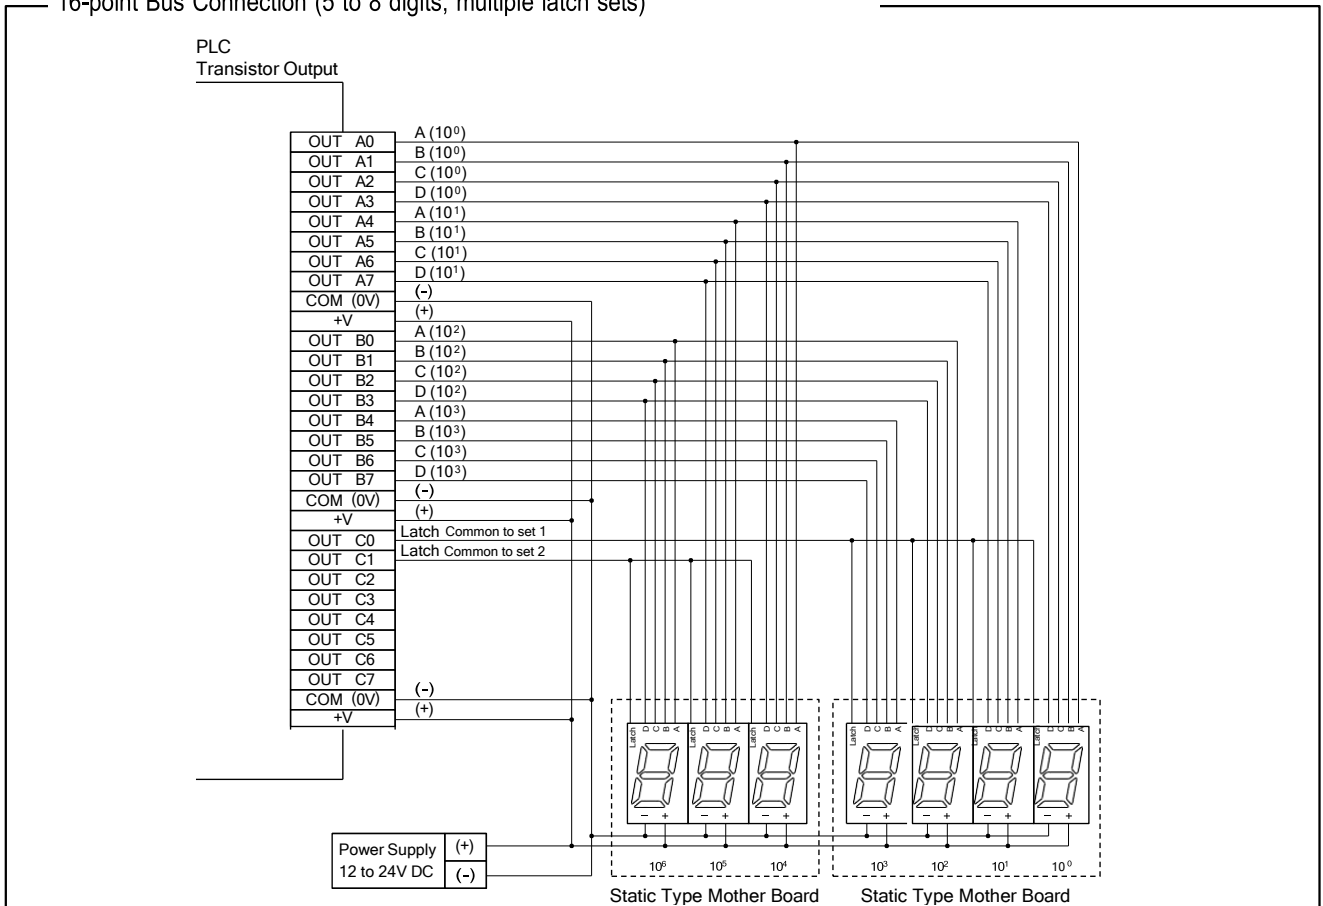 16-point Bus Connection (5 to 8 digits, multiple latch sets)
PLC
Transistor Output
OUT A0 A (10⁰)
OUT A1 B (10⁰)
OUT A2 C (10⁰)
OUT A3 D (10⁰)
OUT A4 A (10¹)
OUT A5 B (10¹)
OUT A6 C (10¹)
OUT A7 D (10¹)
COM (0V) (-)
+V (+)
OUT B0 A (10²)
OUT B1 B (10²)
OUT B2 C (10²)
OUT B3 D (10²)
OUT B4 A (10³)
OUT B5 B (10³)
OUT B6 C (10³)
OUT B7 D (10³)
COM (0V) (-)
+V (+)
OUT C0 Latch Common to set 1
OUT C1 Latch Common to set 2
OUT C2
OUT C3
OUT C4
OUT C5
OUT C6
OUT C7
COM (0V) (-)
+V (+)
Latch D C B A Latch D C B A Latch D C B A Latch D C B A Latch D C B A Latch D C B A Latch D C B A
− + − + − + − + − + − + − +
Power Supply (+)
12 to 24V DC (-)
10⁶ 10⁵ 10⁴ 10³ 10² 10¹ 10⁰
Static Type Mother Board Static Type Mother Board